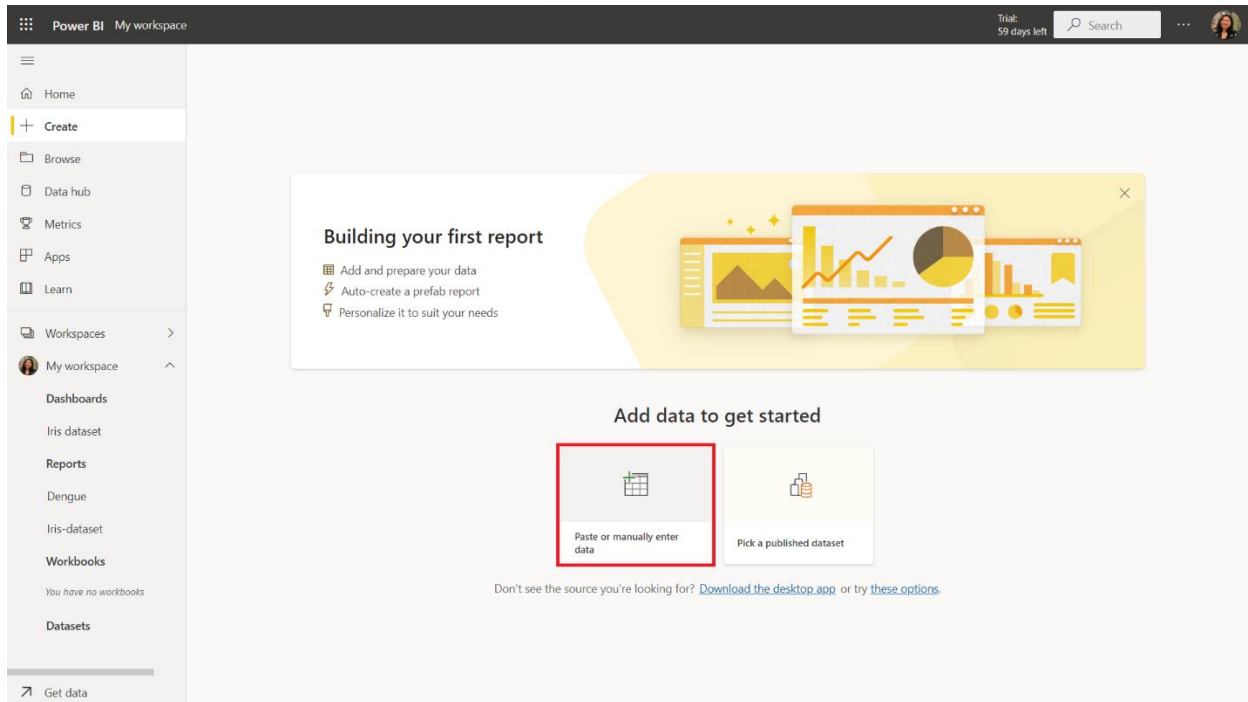 Power BI My workspace
Trial:
59 days left
Search
Home
Create
Browse
Data hub
Metrics
Apps
Learn
Workspaces
My workspace
Dashboards
Iris dataset
Reports
Dengue
Iris-dataset
Workbooks
You have no workbooks
Datasets
Get data
Building your first report
Add and prepare your data
Auto-create a prefab report
Personalize it to suit your needs
Add data to get started
Paste or manually enter
data
Pick a published dataset
Don't see the source you're looking for? Download the desktop app or try these options.